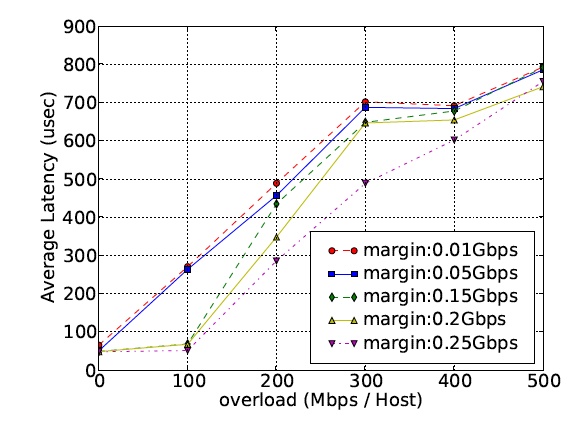 900
800
700
600
500
400
300
200
100
0
Average Latency (usec)
margin:0.01Gbps
margin:0.05Gbps
margin:0.15Gbps
margin:0.2Gbps
margin:0.25Gbps
0 100 200 300 400 500
overload (Mbps / Host)